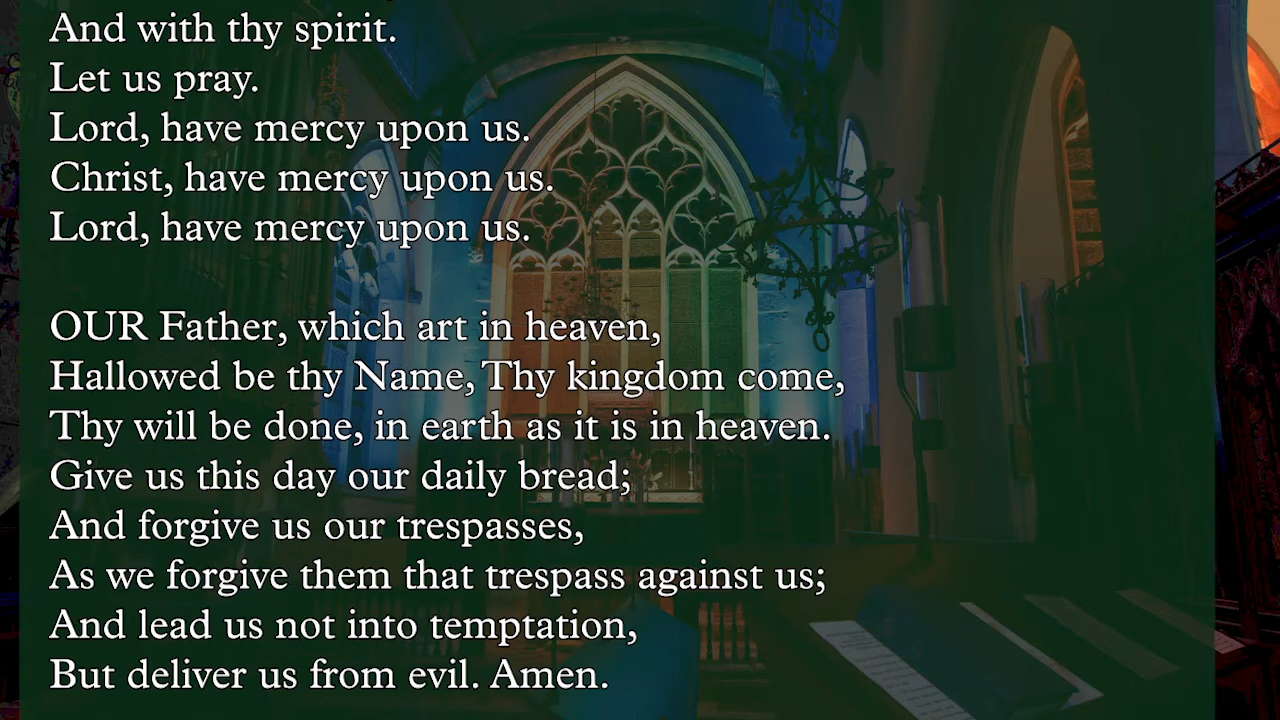 And with thy spirit.
Let us pray.
Lord, have mercy upon us.
Christ, have mercy upon us.
Lord, have mercy upon us.
OUR Father, which art in heaven,
Hallowed be thy Name, Thy kingdom come,
Thy will be done, in earth as it is in heaven.
Give us this day our daily bread;
And forgive us our trespasses,
As we forgive them that trespass against us;
And lead us not into temptation,
But deliver us from evil. Amen.